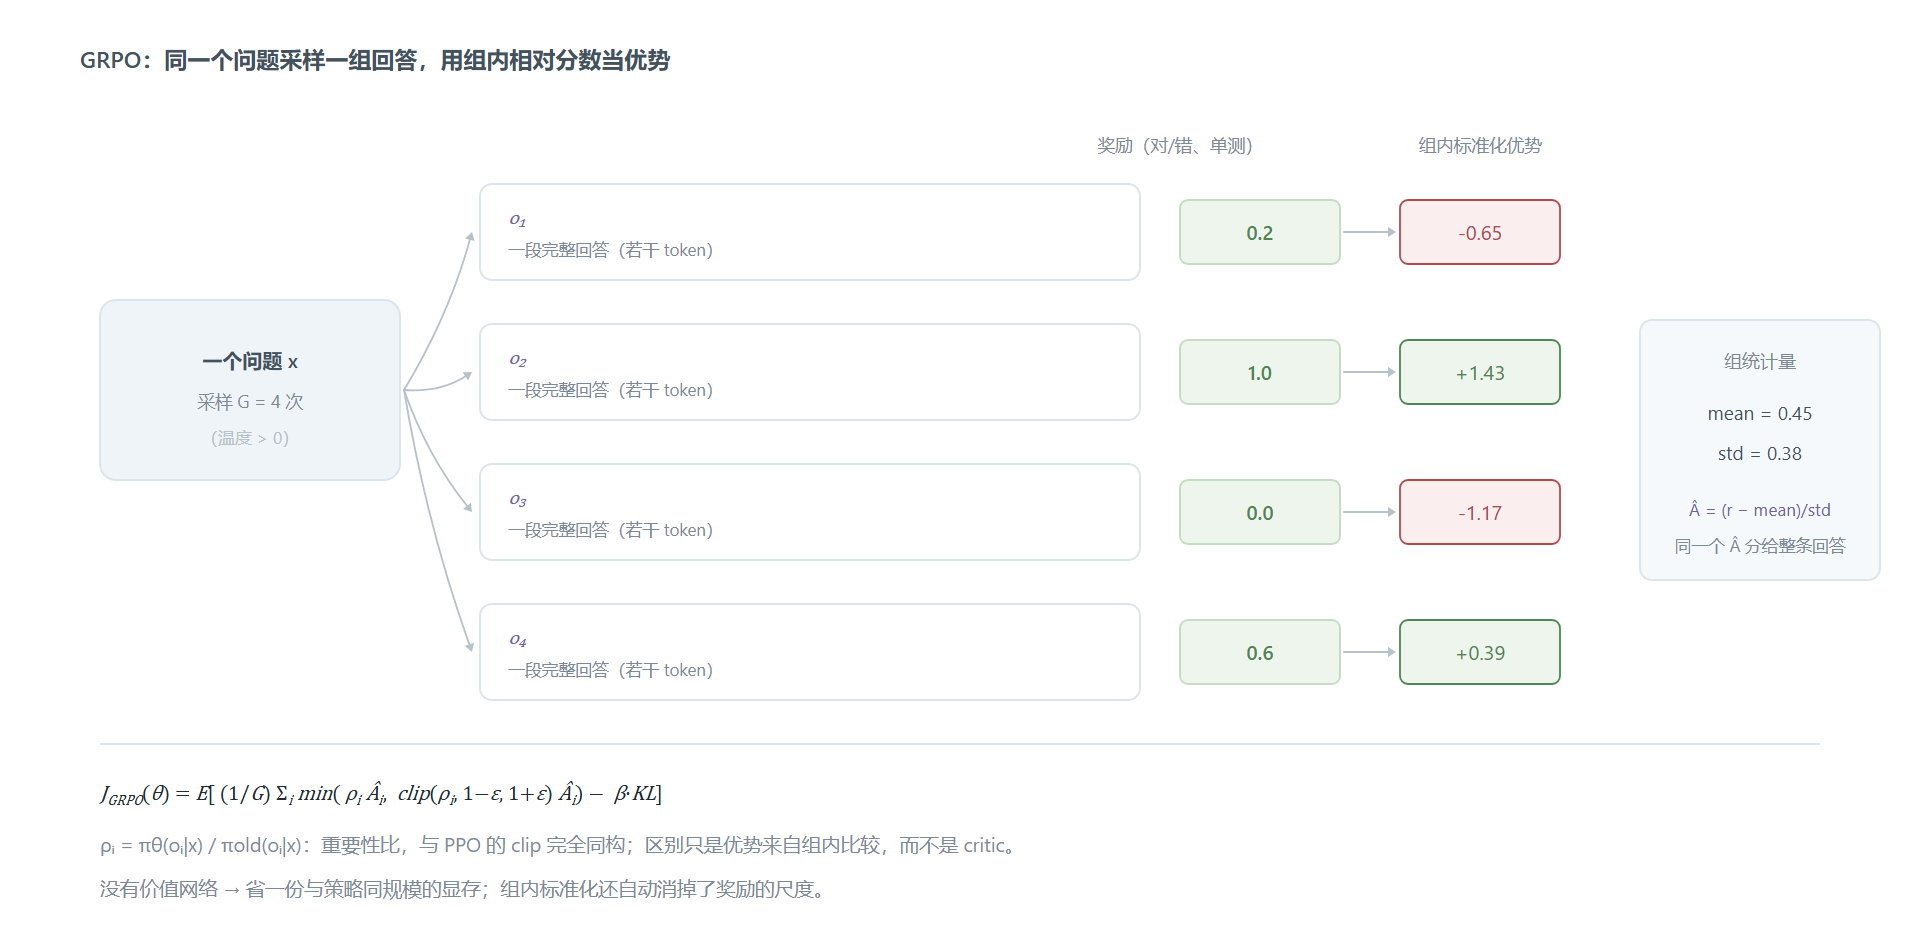 GRPO：同一个问题采样一组回答，用组内相对分数当优势
奖励（对/错、单测）
组内标准化优势
o₁
一段完整回答（若干 token）
0.2
-0.65
一个问题 x
采样 G = 4 次
（温度 > 0）
o₂
一段完整回答（若干 token）
1.0
+1.43
o₃
一段完整回答（若干 token）
0.0
-1.17
o₄
一段完整回答（若干 token）
0.6
+0.39
组统计量
mean = 0.45
std = 0.38
Â = (r − mean)/std
同一个 Â 分给整条回答
J_GRPO(θ) = E[ (1/G) Σᵢ min( ρᵢ Âᵢ, clip(ρᵢ, 1−ε, 1+ε) Âᵢ) − β·KL]
ρᵢ = πθ(oᵢ|x) / πold(oᵢ|x)：重要性比，与 PPO 的 clip 完全同构；区别只是优势来自组内比较，而不是 critic。
没有价值网络 → 省一份与策略同规模的显存；组内标准化还自动消掉了奖励的尺度。